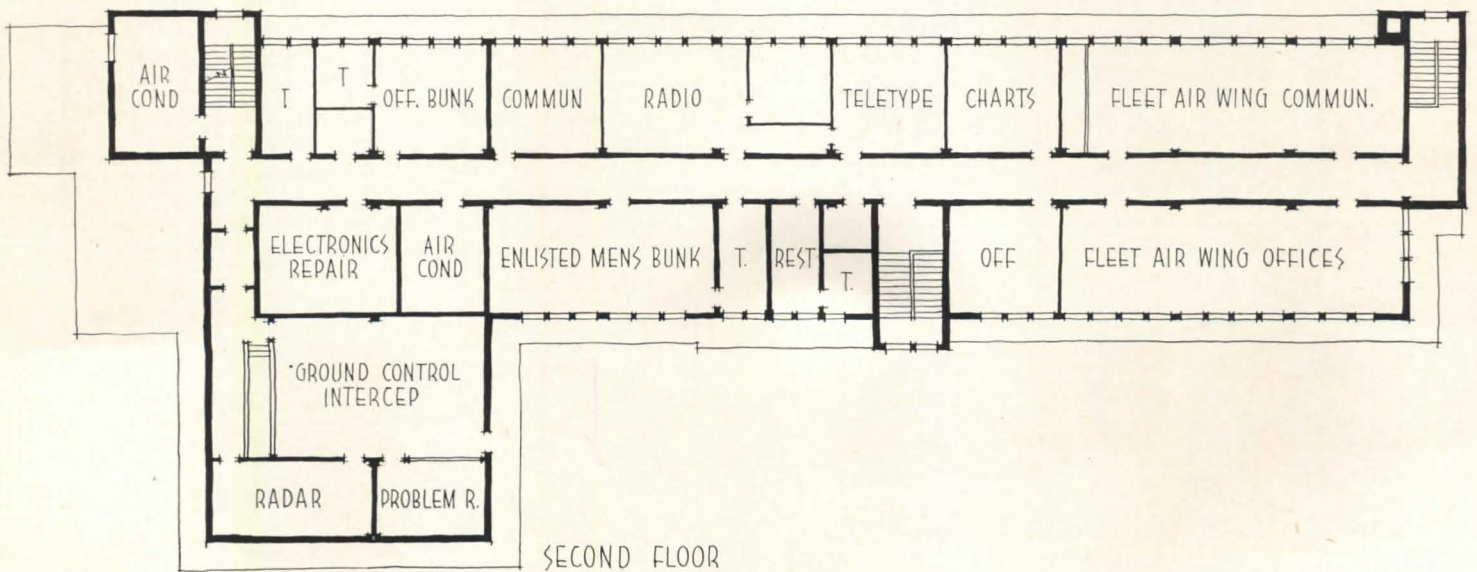 AIR
COND
T
T
OFF. BUNK
COMMUN
RADIO
TELETYPE
CHARTS
FLEET AIR WING COMMUN.
ELECTRONICS
REPAIR
AIR
COND
ENLISTED MENS BUNK
T.
REST
T.
OFF
FLEET AIR WING OFFICES
GROUND CONTROL
INTERCEP
RADAR
PROBLEM R.
SECOND FLOOR